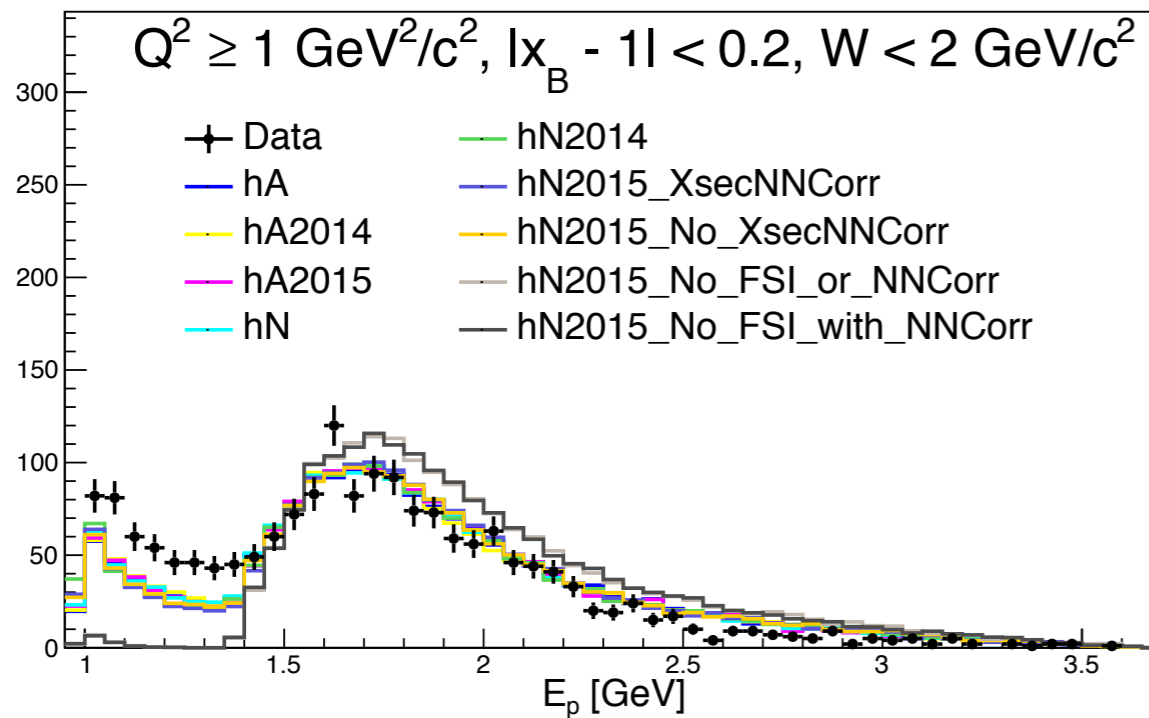 Q² ≥ 1 GeV²/c², |x_B - 1| < 0.2, W < 2 GeV/c²
300
250
200
150
100
50
0
Data
hA
hA2014
hA2015
hN
hN2014
hN2015_XsecNNCorr
hN2015_No_XsecNNCorr
hN2015_No_FSI_or_NNCorr
hN2015_No_FSI_with_NNCorr
1 1.5 2 2.5 3 3.5
E_p [GeV]